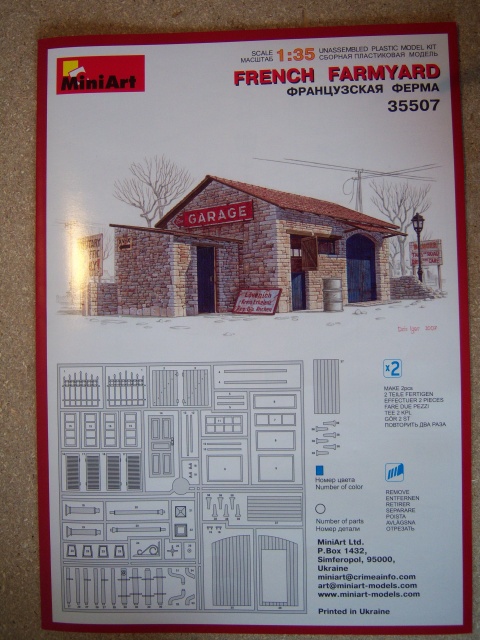 MiniArt
SCALE
МАСШТАБ
1:35
UNASSEMBLED PLASTIC MODEL KIT
СБОРНАЯ ПЛАСТИКОВАЯ МОДЕЛЬ
FRENCH FARMYARD
ФРАНЦУЗСКАЯ ФЕРМА
35507
GARAGE
x2
MAKE 2pcs
2 TEILE FERTIGEN
EFFECTUER 2 PIECES
FARE DUE PEZZI
TEE 2 KPL
GÖR 2 ST
ПОВТОРИТЬ ДВА РАЗА
Номер цвета
Number of color
Number of parts
Номер детали
REMOVE
ENTFERNEN
RETIRER
SEPARARE
POISTA
AVLÄGSNA
ОТРЕЗАТЬ
MiniArt Ltd.
P.Box 1432,
Simferopol, 95000,
Ukraine
miniart@crimeainfo.com
art@miniart-models.com
www.miniart-models.com
Printed in Ukraine